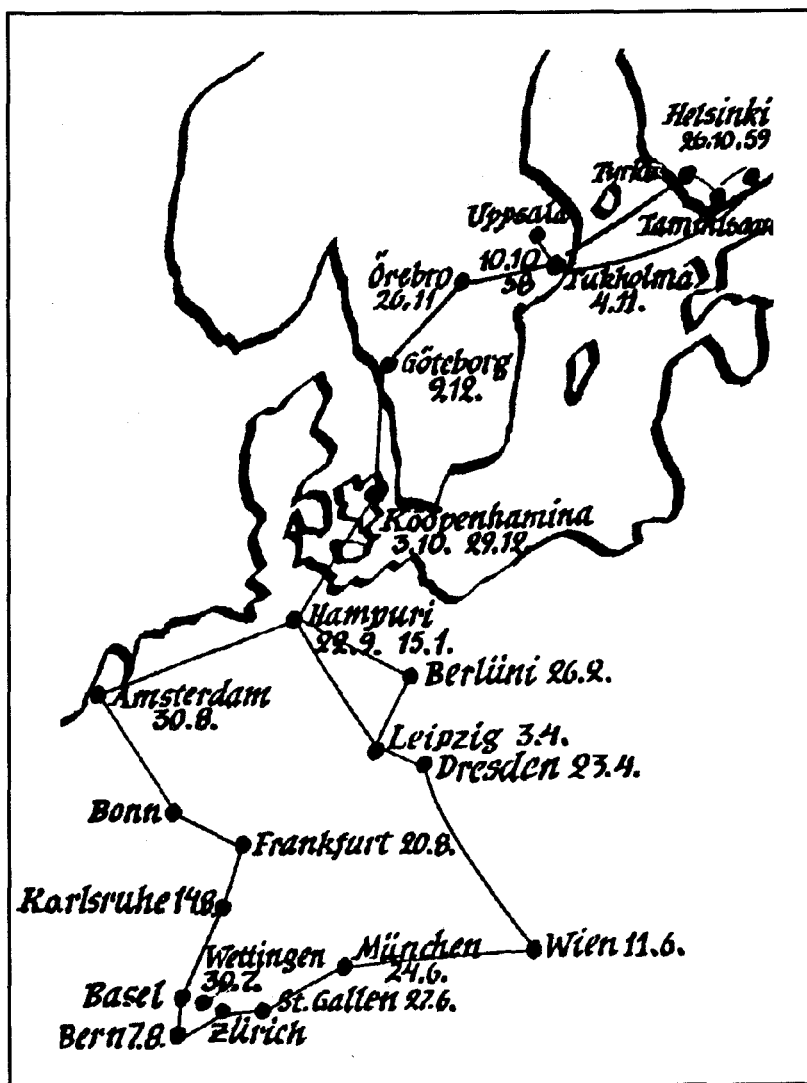 Helsinki
26.10.59
Turku
Uppsala
10.10
58
Tukholma
4.11.
Örebro
26.11
Göteborg
9.12.
Kööpenhamina
3.10. 29.12
Hampuri
22.9. 15.1.
Berlüni 26.2.
Amsterdam
30.8.
Leipzig 3.4.
Dresden 23.4.
Bonn
Frankfurt 20.8.
Karlsruhe 14.8.
Wettingen
30.7.
München
24.6.
Wien 11.6.
Basel
St. Gallen 27.6.
Zürich
Bern 7.8.